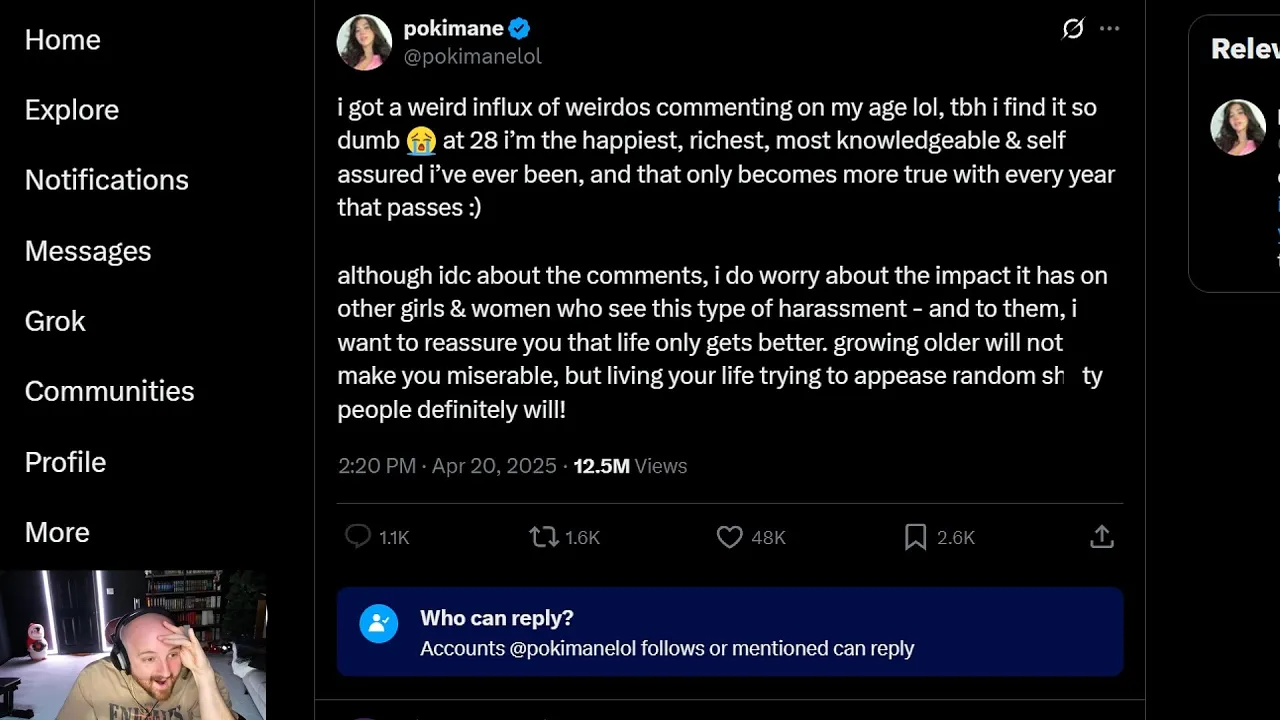 Home
Explore
Notifications
Messages
Grok
Communities
Profile
More
pokimane
@pokimanelol
i got a weird influx of weirdos commenting on my age lol, tbh i find it so
dumb 😭 at 28 i’m the happiest, richest, most knowledgeable & self
assured i’ve ever been, and that only becomes more true with every year
that passes :)
although idc about the comments, i do worry about the impact it has on
other girls & women who see this type of harassment - and to them, i
want to reassure you that life only gets better. growing older will not
make you miserable, but living your life trying to appease random sh ty
people definitely will!
2:20 PM · Apr 20, 2025 · 12.5M Views
1.1K 1.6K 48K 2.6K
Who can reply?
Accounts @pokimanelol follows or mentioned can reply
Relev